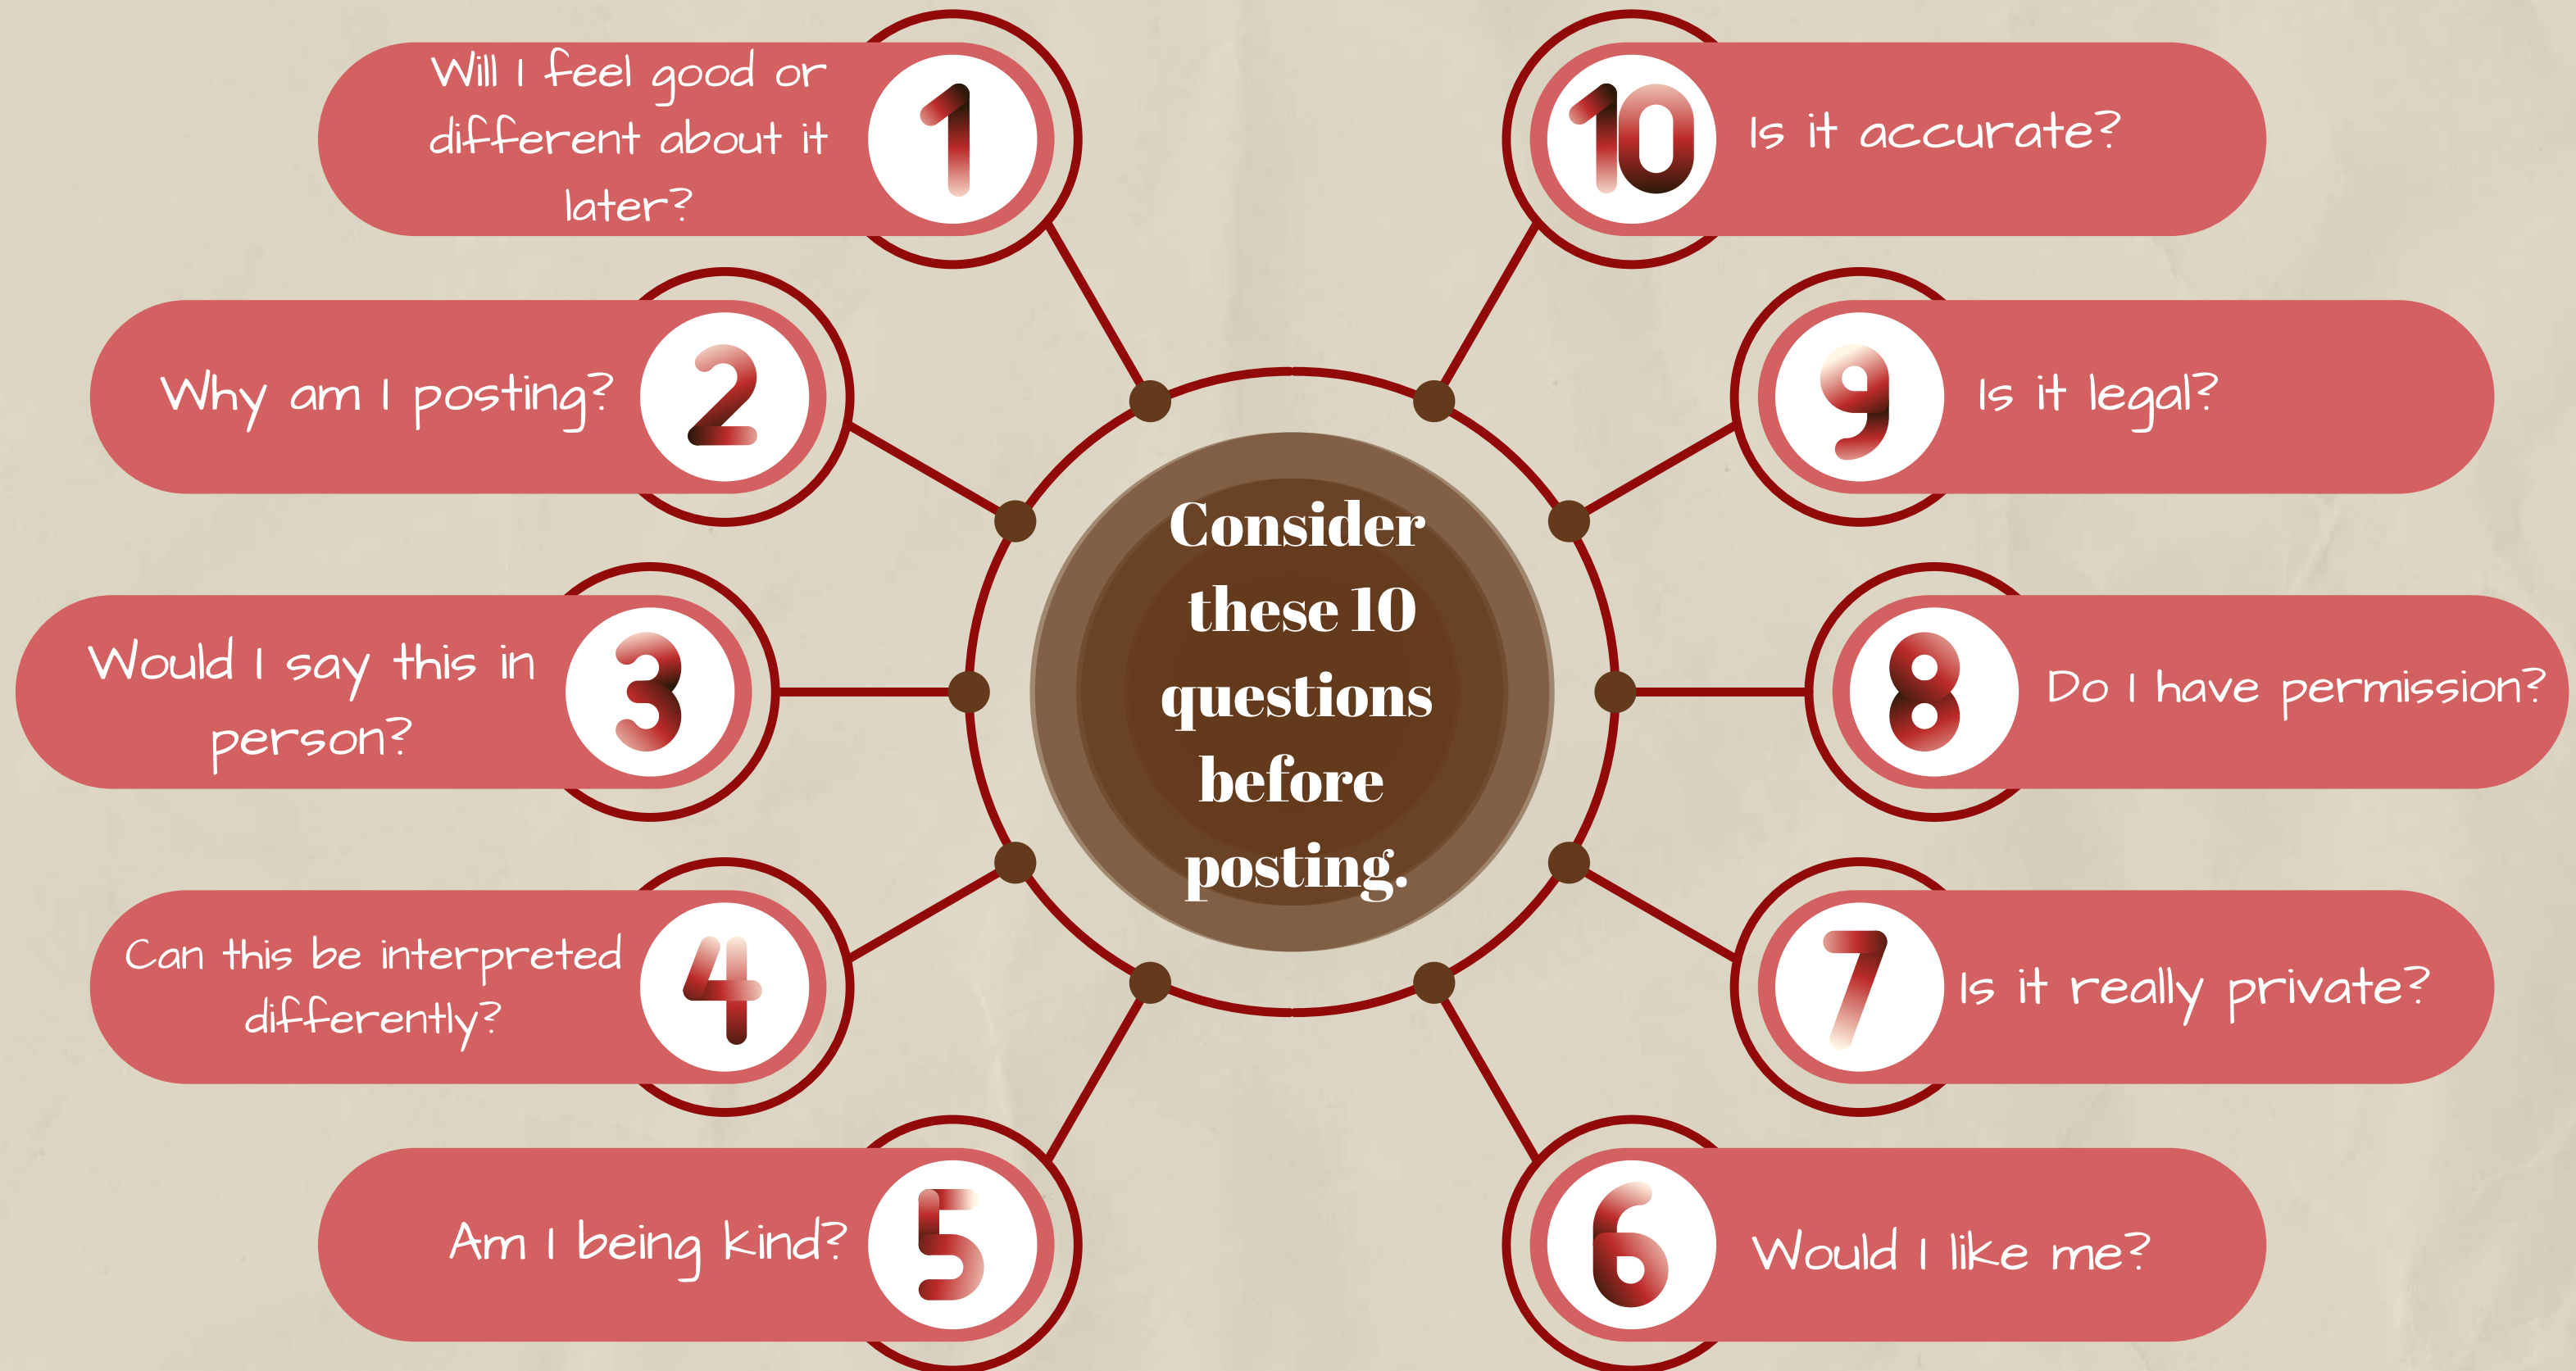 Consider
these 10
questions
before
posting.
1
Will I feel good or
different about it
later?
2
Why am I posting?
3
Would I say this in
person?
4
Can this be interpreted
differently?
5
Am I being kind?
6
Would I like me?
7
Is it really private?
8
Do I have permission?
9
Is it legal?
10
Is it accurate?